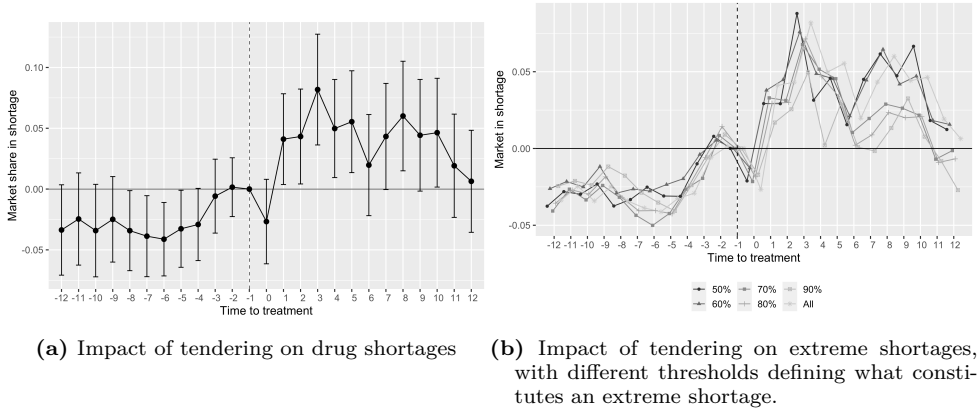 Market share in shortage
0.10
0.05
0.00
-0.05
-12 -11 -10 -9 -8 -7 -6 -5 -4 -3 -2 -1 0 1 2 3 4 5 6 7 8 9 10 11 12
Time to treatment
(a) Impact of tendering on drug shortages
Market in shortage
0.05
0.00
-0.05
-12 -11 -10 -9 -8 -7 -6 -5 -4 -3 -2 -1 0 1 2 3 4 5 6 7 8 9 10 11 12
Time to treatment
50% 70% 90%
60% 80% All
(b) Impact of tendering on extreme shortages,
with different thresholds defining what consti-
tutes an extreme shortage.